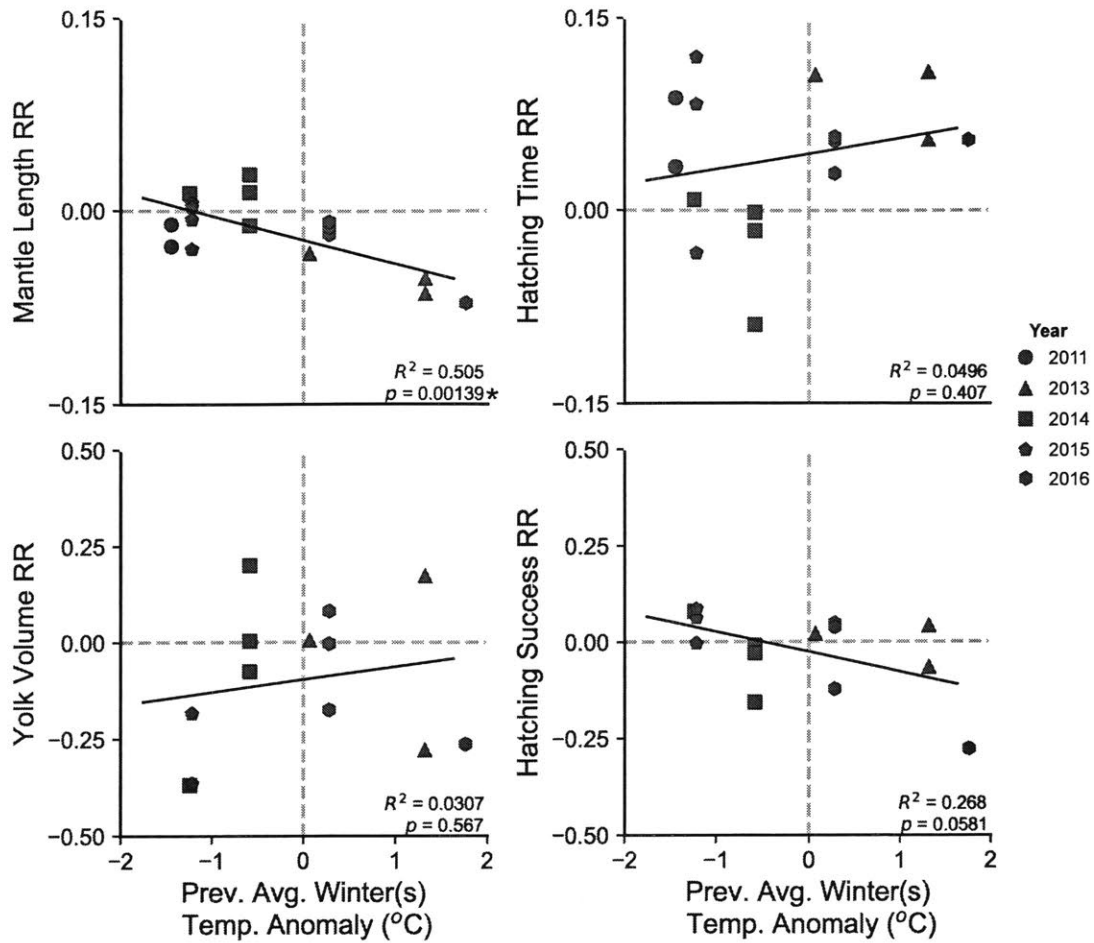 0.15
0.00
−0.15
Mantle Length RR
R² = 0.505
p = 0.00139*
0.15
0.00
−0.15
Hatching Time RR
R² = 0.0496
p = 0.407
Year
2011
2013
2014
2015
2016
0.50
0.25
0.00
−0.25
−0.50
Yolk Volume RR
R² = 0.0307
p = 0.567
−2 −1 0 1 2
Prev. Avg. Winter(s)
Temp. Anomaly (°C)
0.50
0.25
0.00
−0.25
−0.50
Hatching Success RR
R² = 0.268
p = 0.0581
−2 −1 0 1 2
Prev. Avg. Winter(s)
Temp. Anomaly (°C)